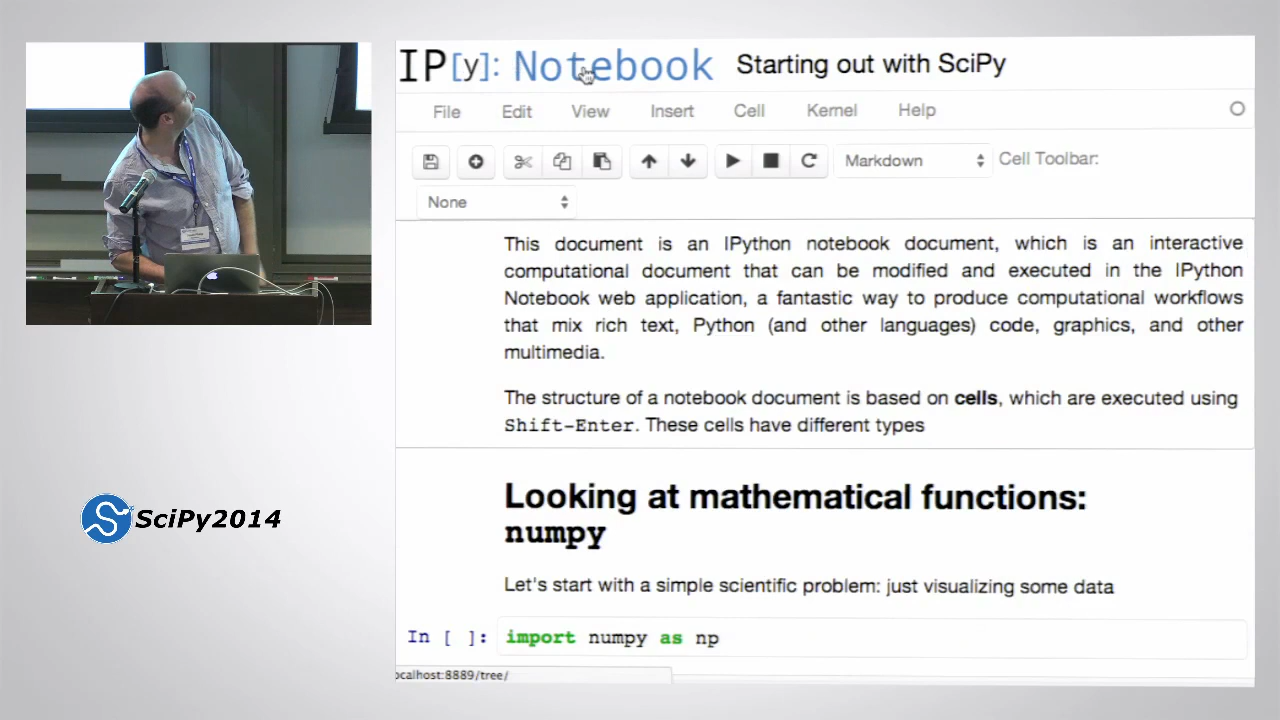 IP[y]: Notebook Starting out with SciPy
File Edit View Insert Cell Kernel Help
Markdown Cell Toolbar:
None
This document is an IPython notebook document, which is an interactive
computational document that can be modified and executed in the IPython
Notebook web application, a fantastic way to produce computational workflows
that mix rich text, Python (and other languages) code, graphics, and other
multimedia.
The structure of a notebook document is based on cells, which are executed using
Shift-Enter. These cells have different types
Looking at mathematical functions:
numpy
Let's start with a simple scientific problem: just visualizing some data
In [ ]: import numpy as np
ocalhost:8889/tree/
SciPy2014